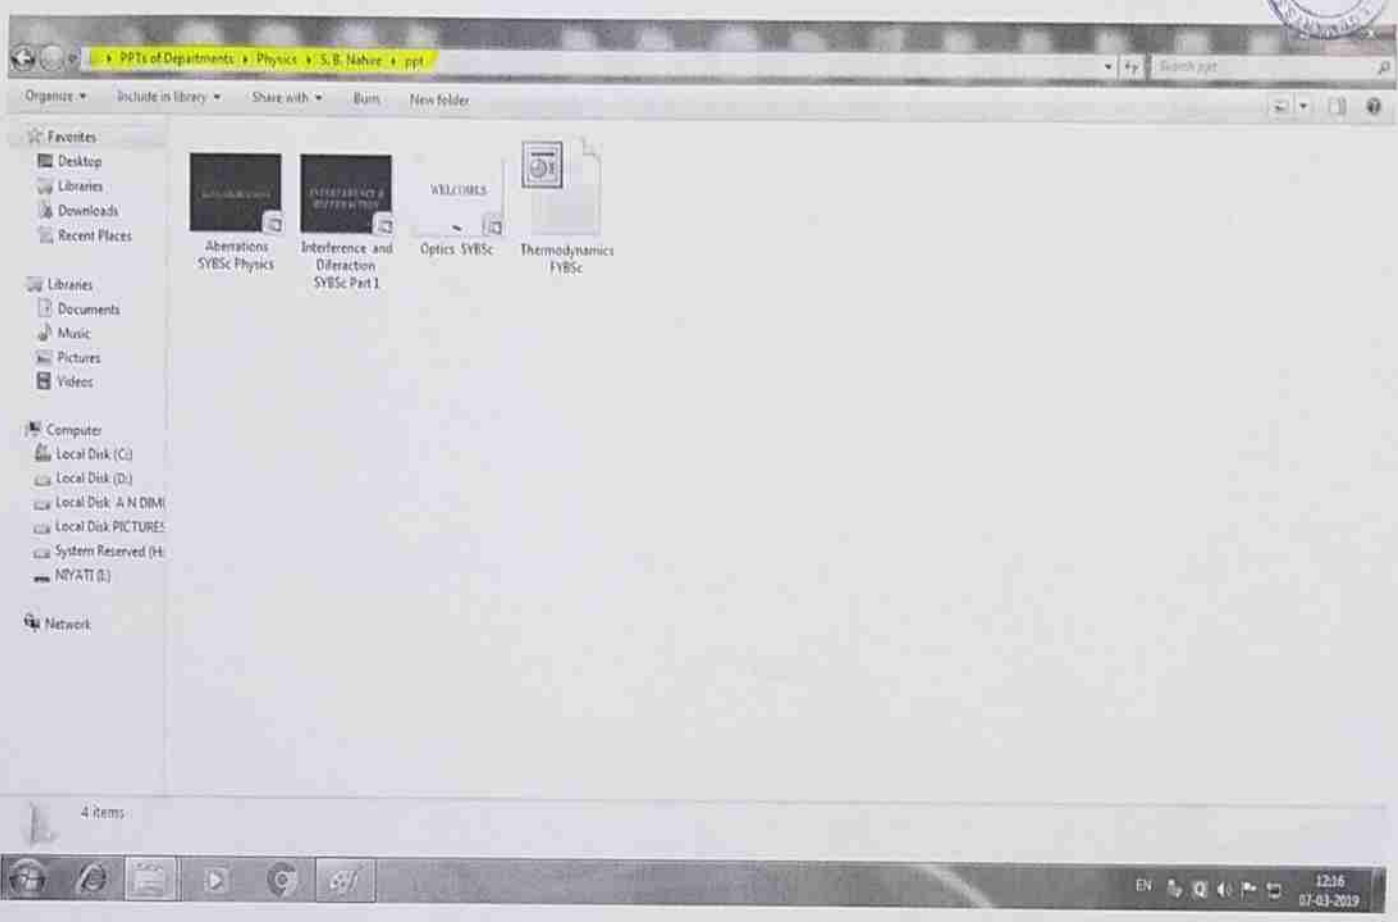 PPTs of Departments ▸ Physics ▸ S. B. Nahire ▸ ppt
Search ppt
Organize Include in library Share with Burn New folder
Favorites
Desktop
Libraries
Downloads
Recent Places
Libraries
Documents
Music
Pictures
Videos
Computer
Local Disk (C:)
Local Disk (D:)
Local Disk A N DIM
Local Disk PICTURES
System Reserved (H:
NIYATI (I:)
Network
INTERFERENCE &
DIFFRACTION
WELCOMES
Aberrations
SYBSc Physics
Interference and
Diferaction
SYBSc Part 1
Optics SYBSc
Thermodynamics
FYBSc
4 items
EN
12:16
07-03-2019